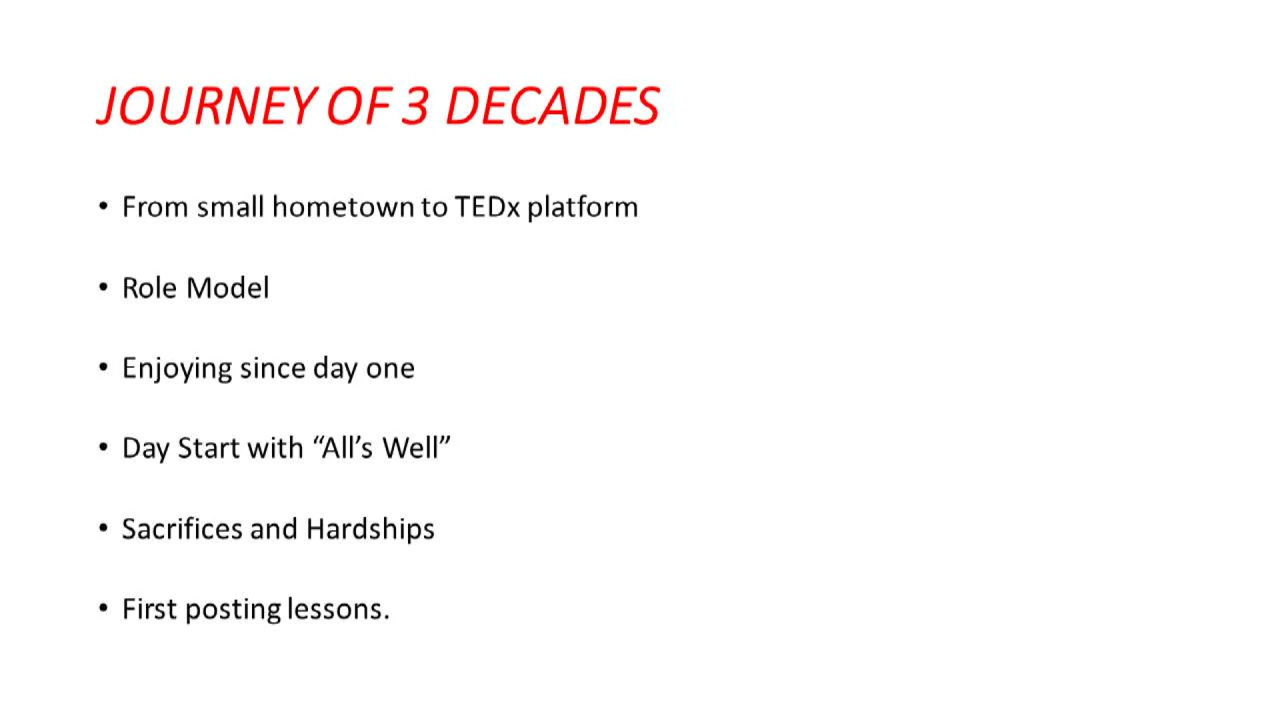 JOURNEY OF 3 DECADES
• From small hometown to TEDx platform
• Role Model
• Enjoying since day one
• Day Start with “All’s Well”
• Sacrifices and Hardships
• First posting lessons.